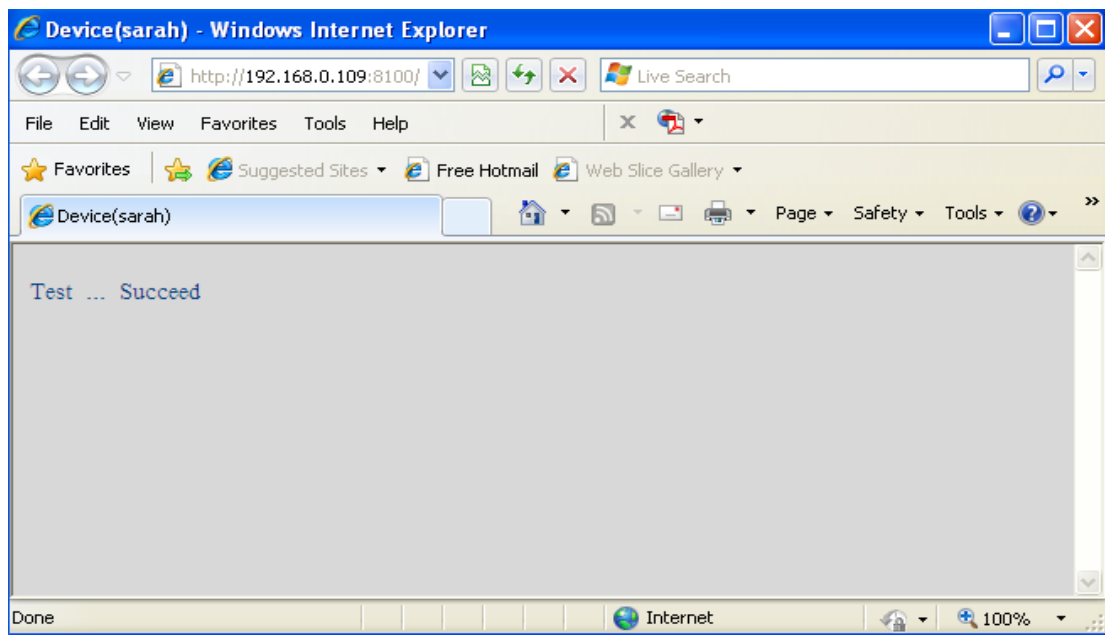 Device(sarah) - Windows Internet Explorer
http://192.168.0.109:8100/ Live Search
File Edit View Favorites Tools Help x
Favorites Suggested Sites Free Hotmail Web Slice Gallery
Device(sarah) Page Safety Tools »
Test ... Succeed
Done Internet 100%